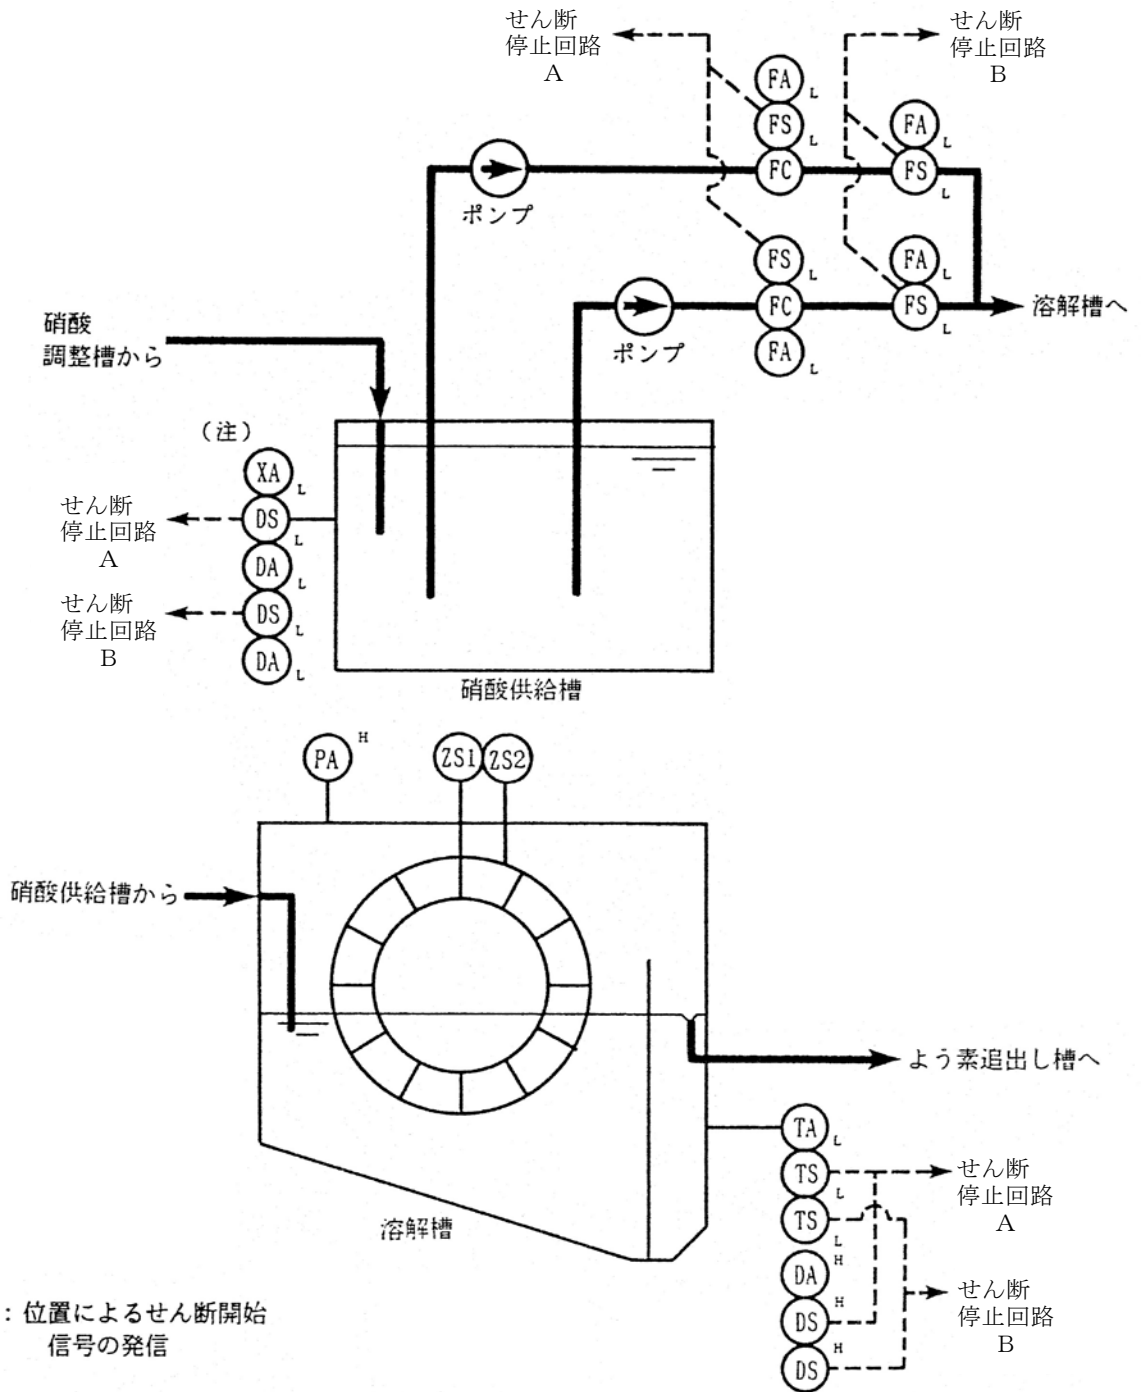 せん断
停止回路
A
せん断
停止回路
B
FA L
FS L
FC
FA L
FS L
ポンプ
FS L
FC
FA L
FA L
FS L
ポンプ
溶解槽へ
硝酸
調整槽から
(注)
XA L
DS L
DA L
DS L
DA L
せん断
停止回路
A
せん断
停止回路
B
硝酸供給槽
PA H
ZS1
ZS2
硝酸供給槽から
よう素追出し槽へ
溶解槽
TA L
TS L
TS L
DA H
DS H
DS H
せん断
停止回路
A
せん断
停止回路
B
: 位置によるせん断開始
信号の発信